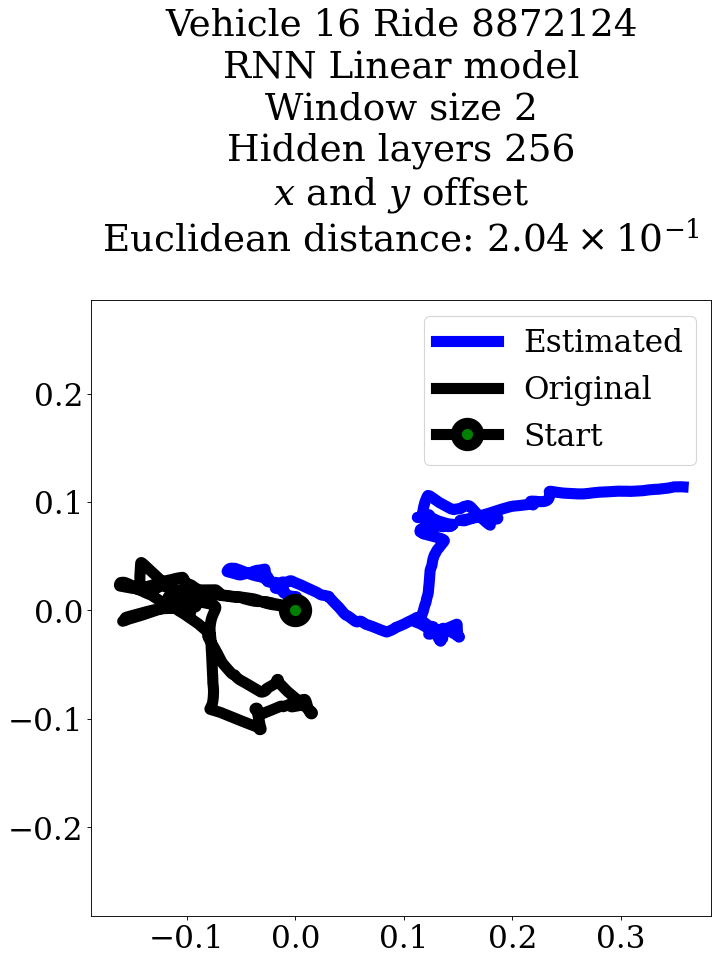 Vehicle 16 Ride 8872124
RNN Linear model
Window size 2
Hidden layers 256
x and y offset
Euclidean distance: 2.04 × 10⁻¹
Estimated
Original
Start
0.2
0.1
0.0
−0.1
−0.2
−0.1 0.0 0.1 0.2 0.3